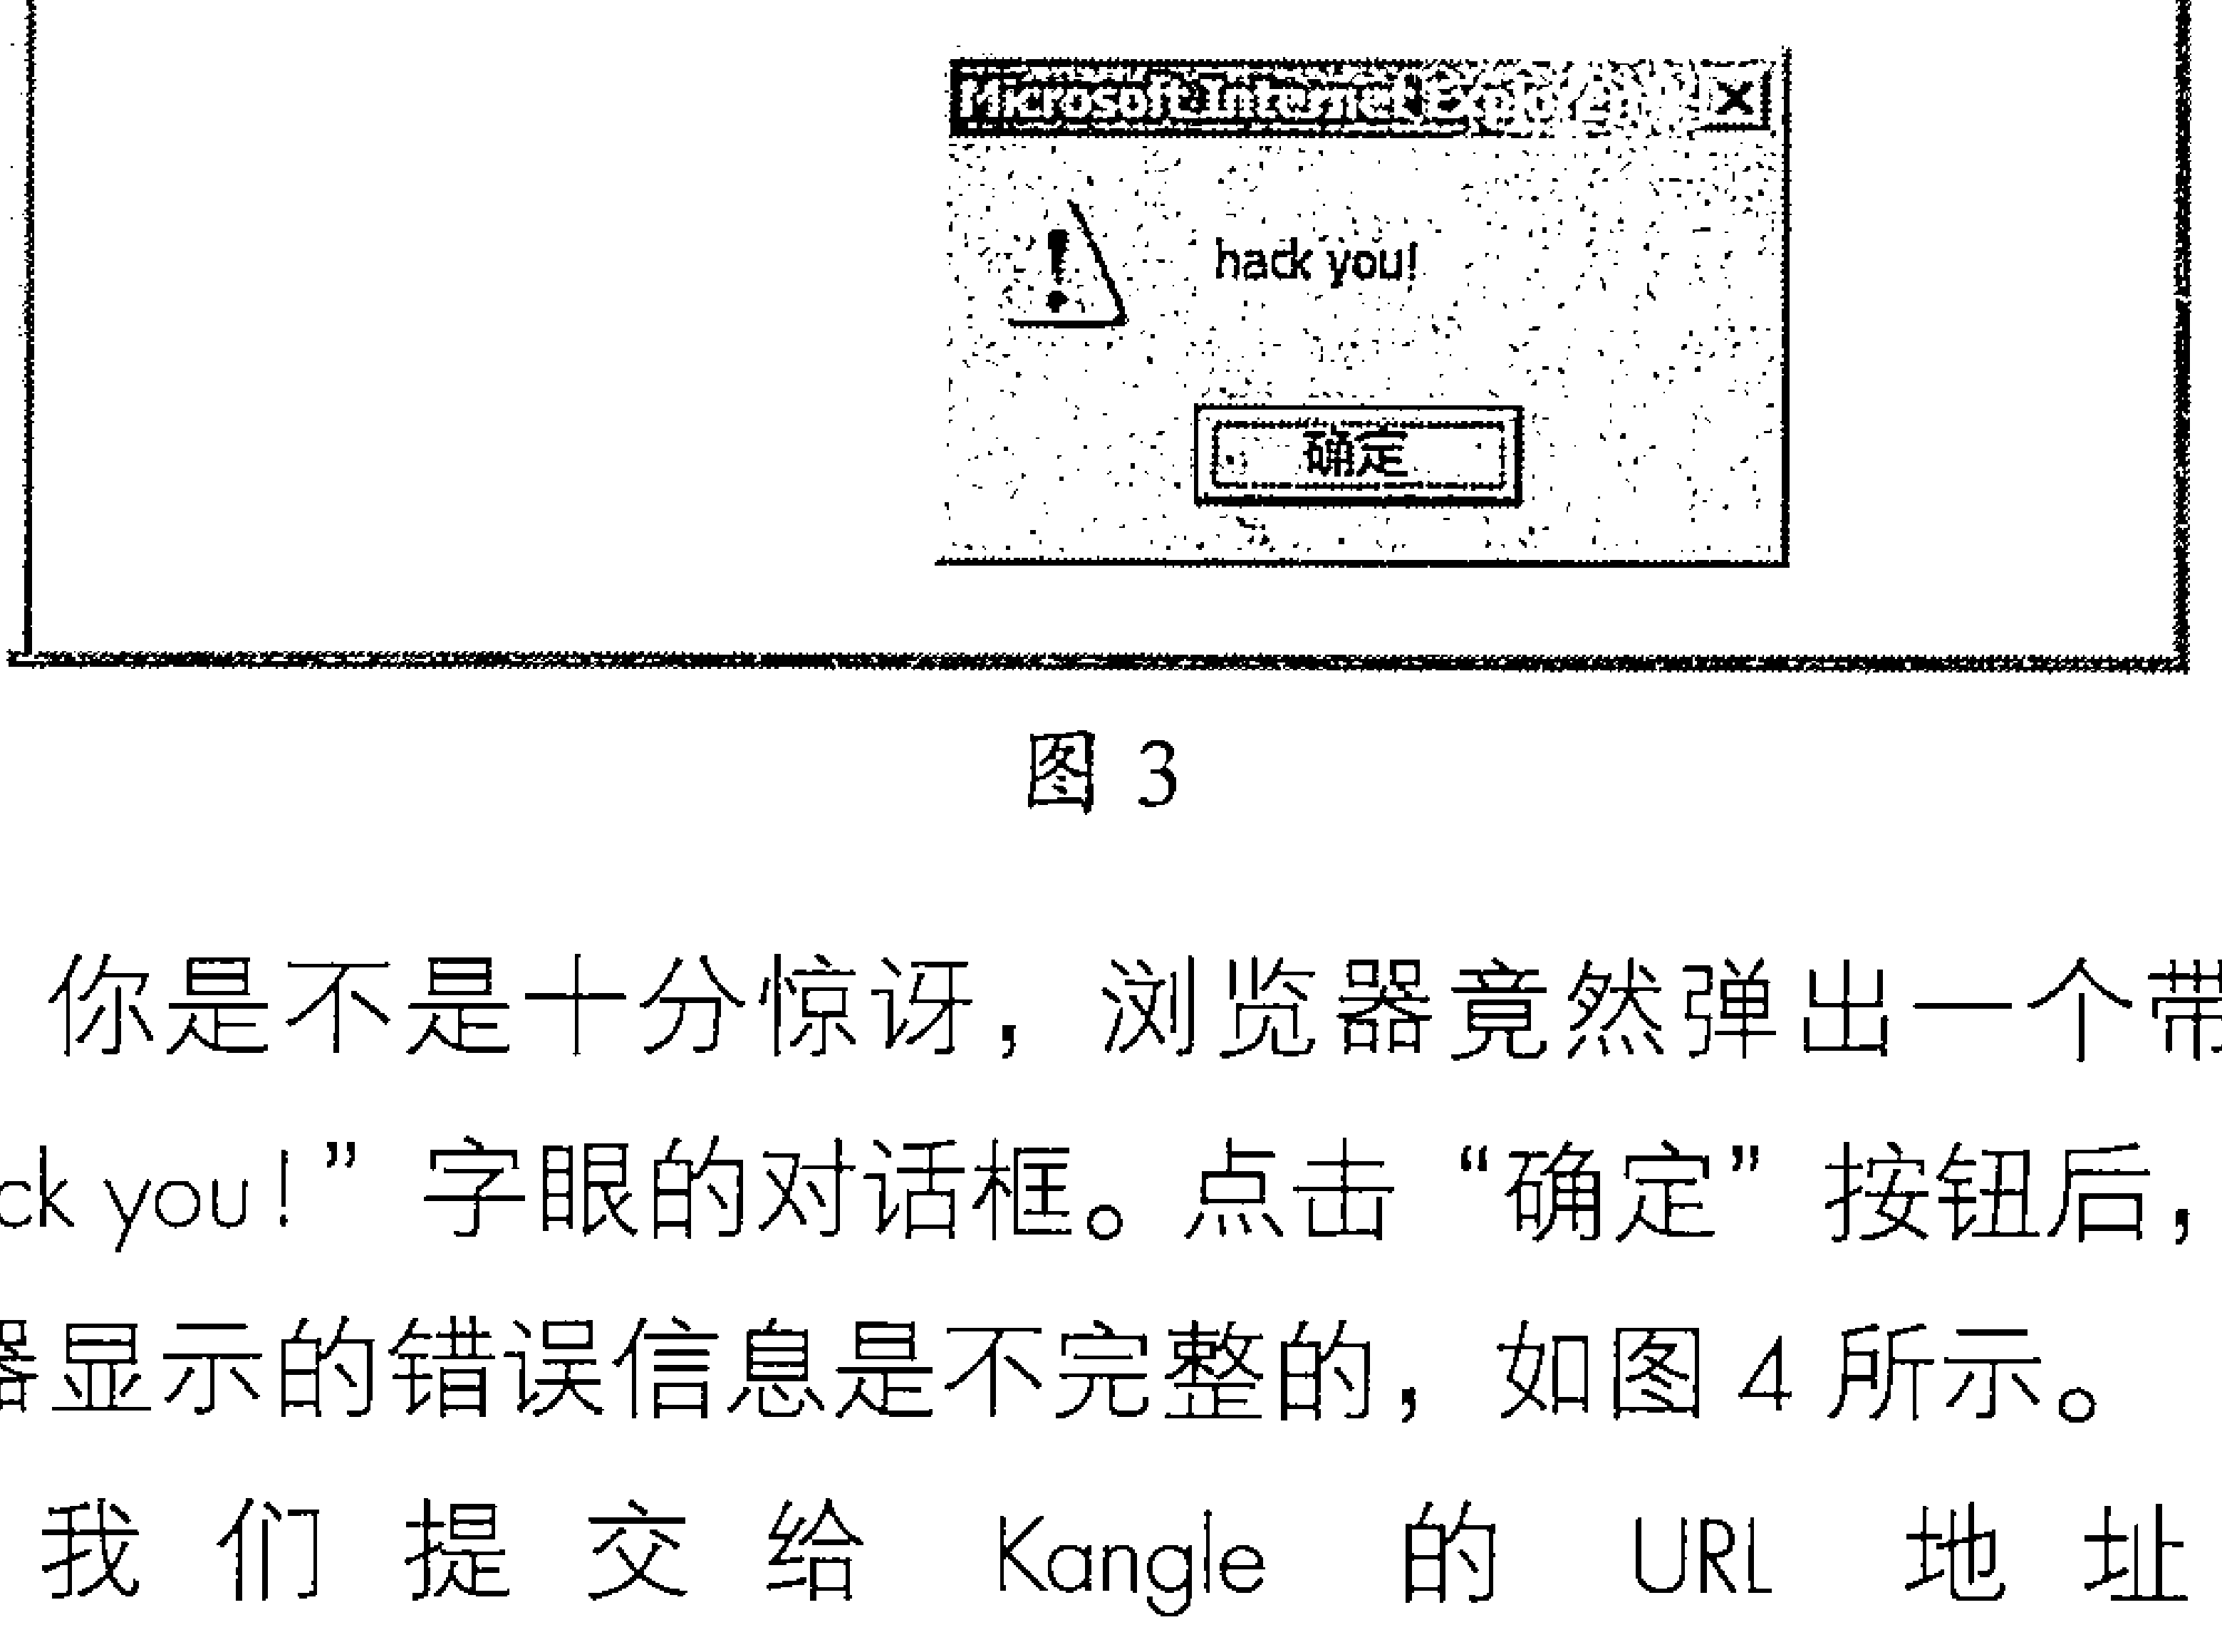 Microsoft Internet Explorer
hack you!
确定
图 3
你是不是十分惊讶，浏览器竟然弹出一个带
ck you!”字眼的对话框。点击“确定”按钮后，
器显示的错误信息是不完整的，如图 4 所示。
我们提交给 Kangle 的 URL 地址